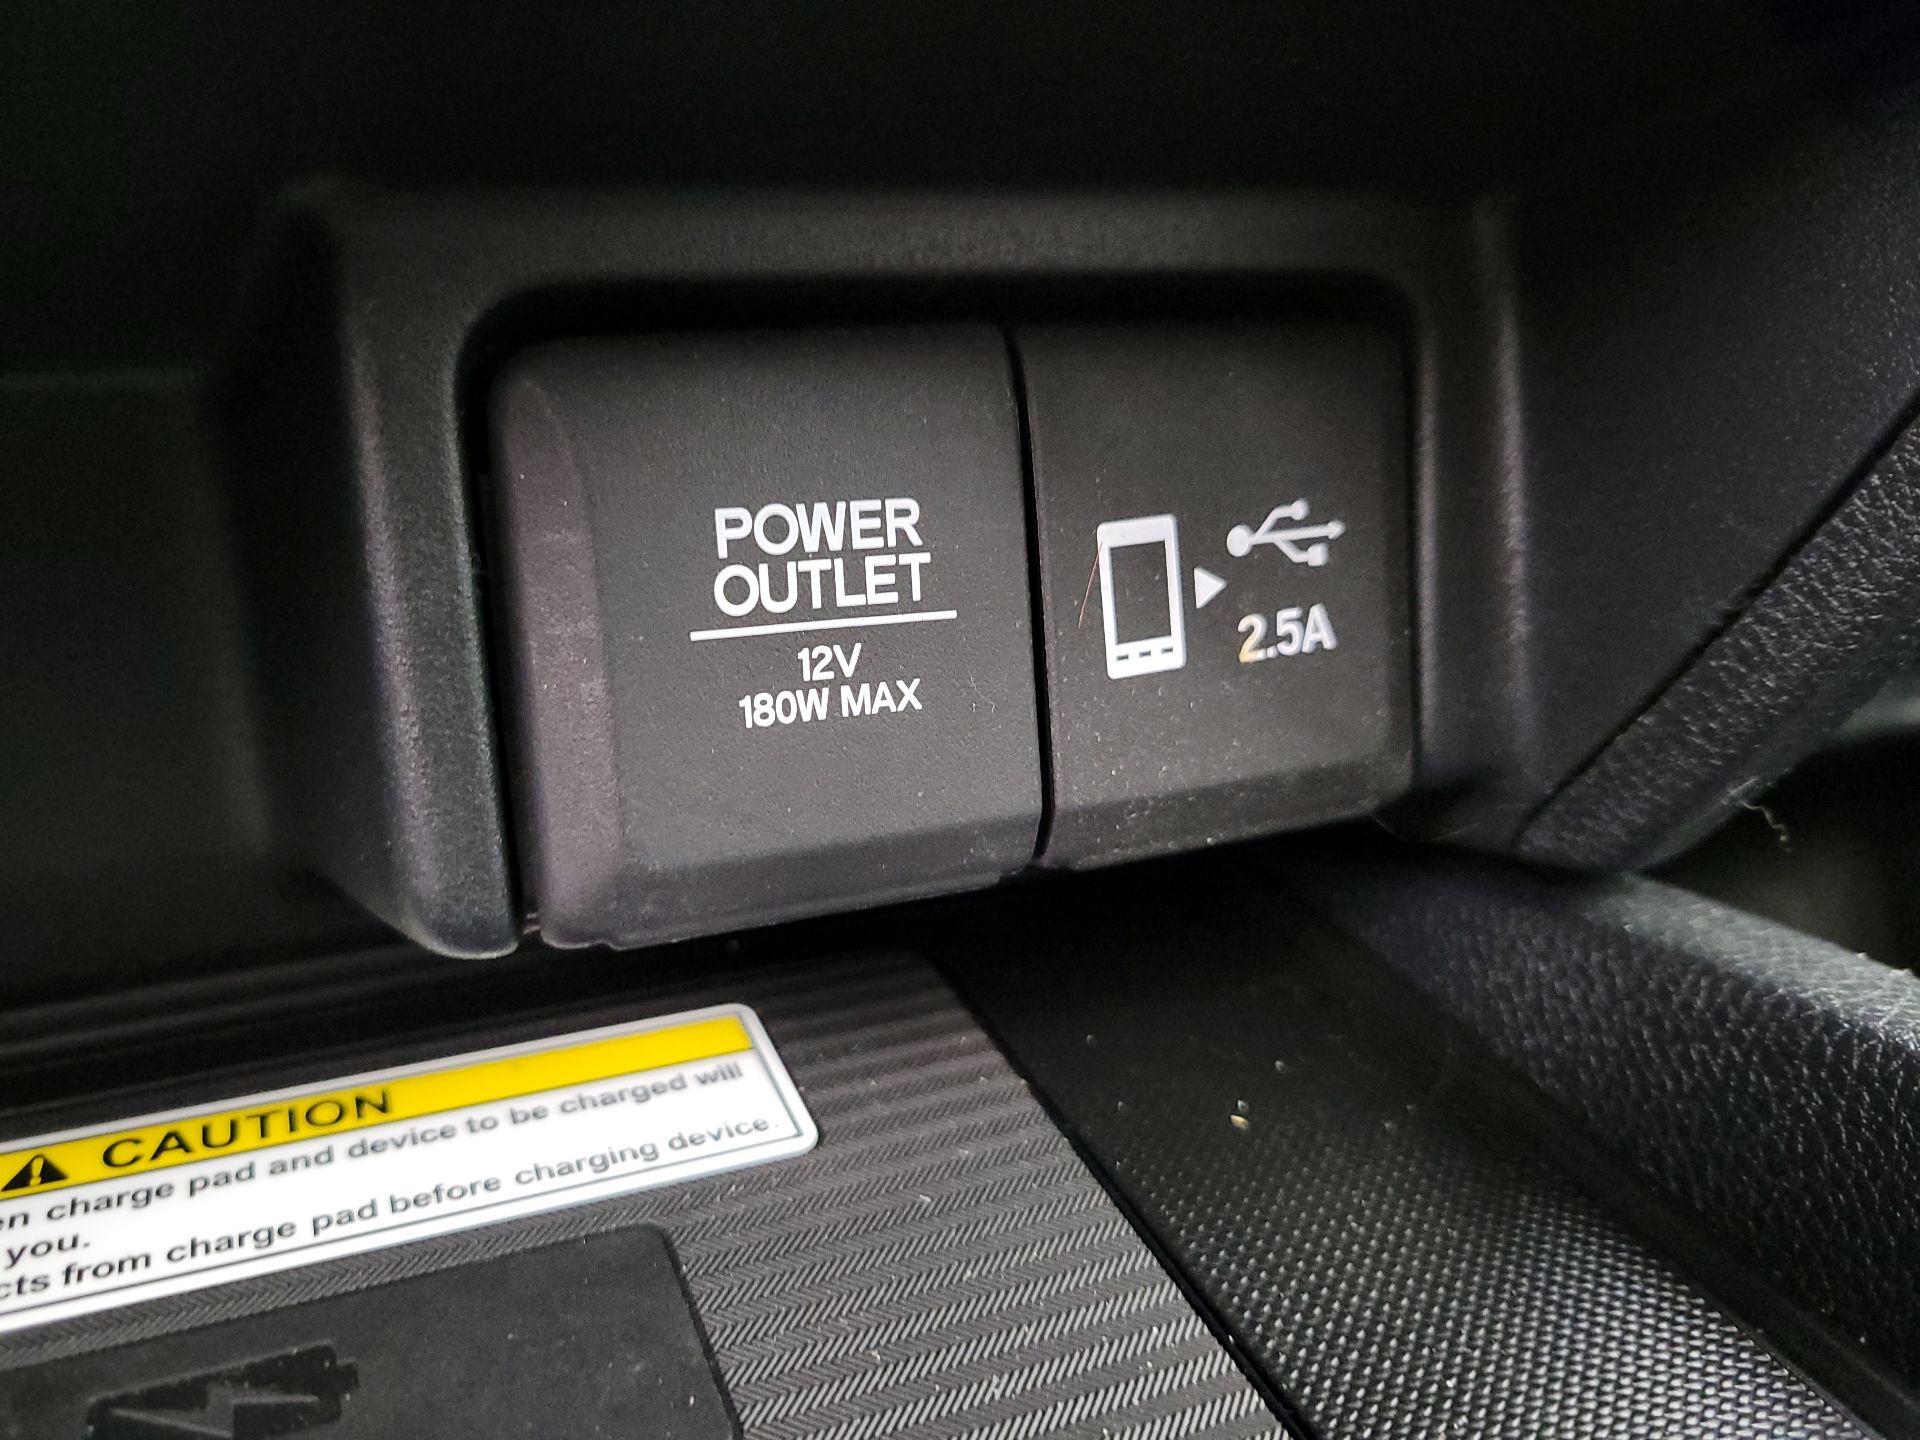 POWER
OUTLET
12V
180W MAX
2.5A
CAUTION
charge pad and device to be charged will
you.
from charge pad before charging device.